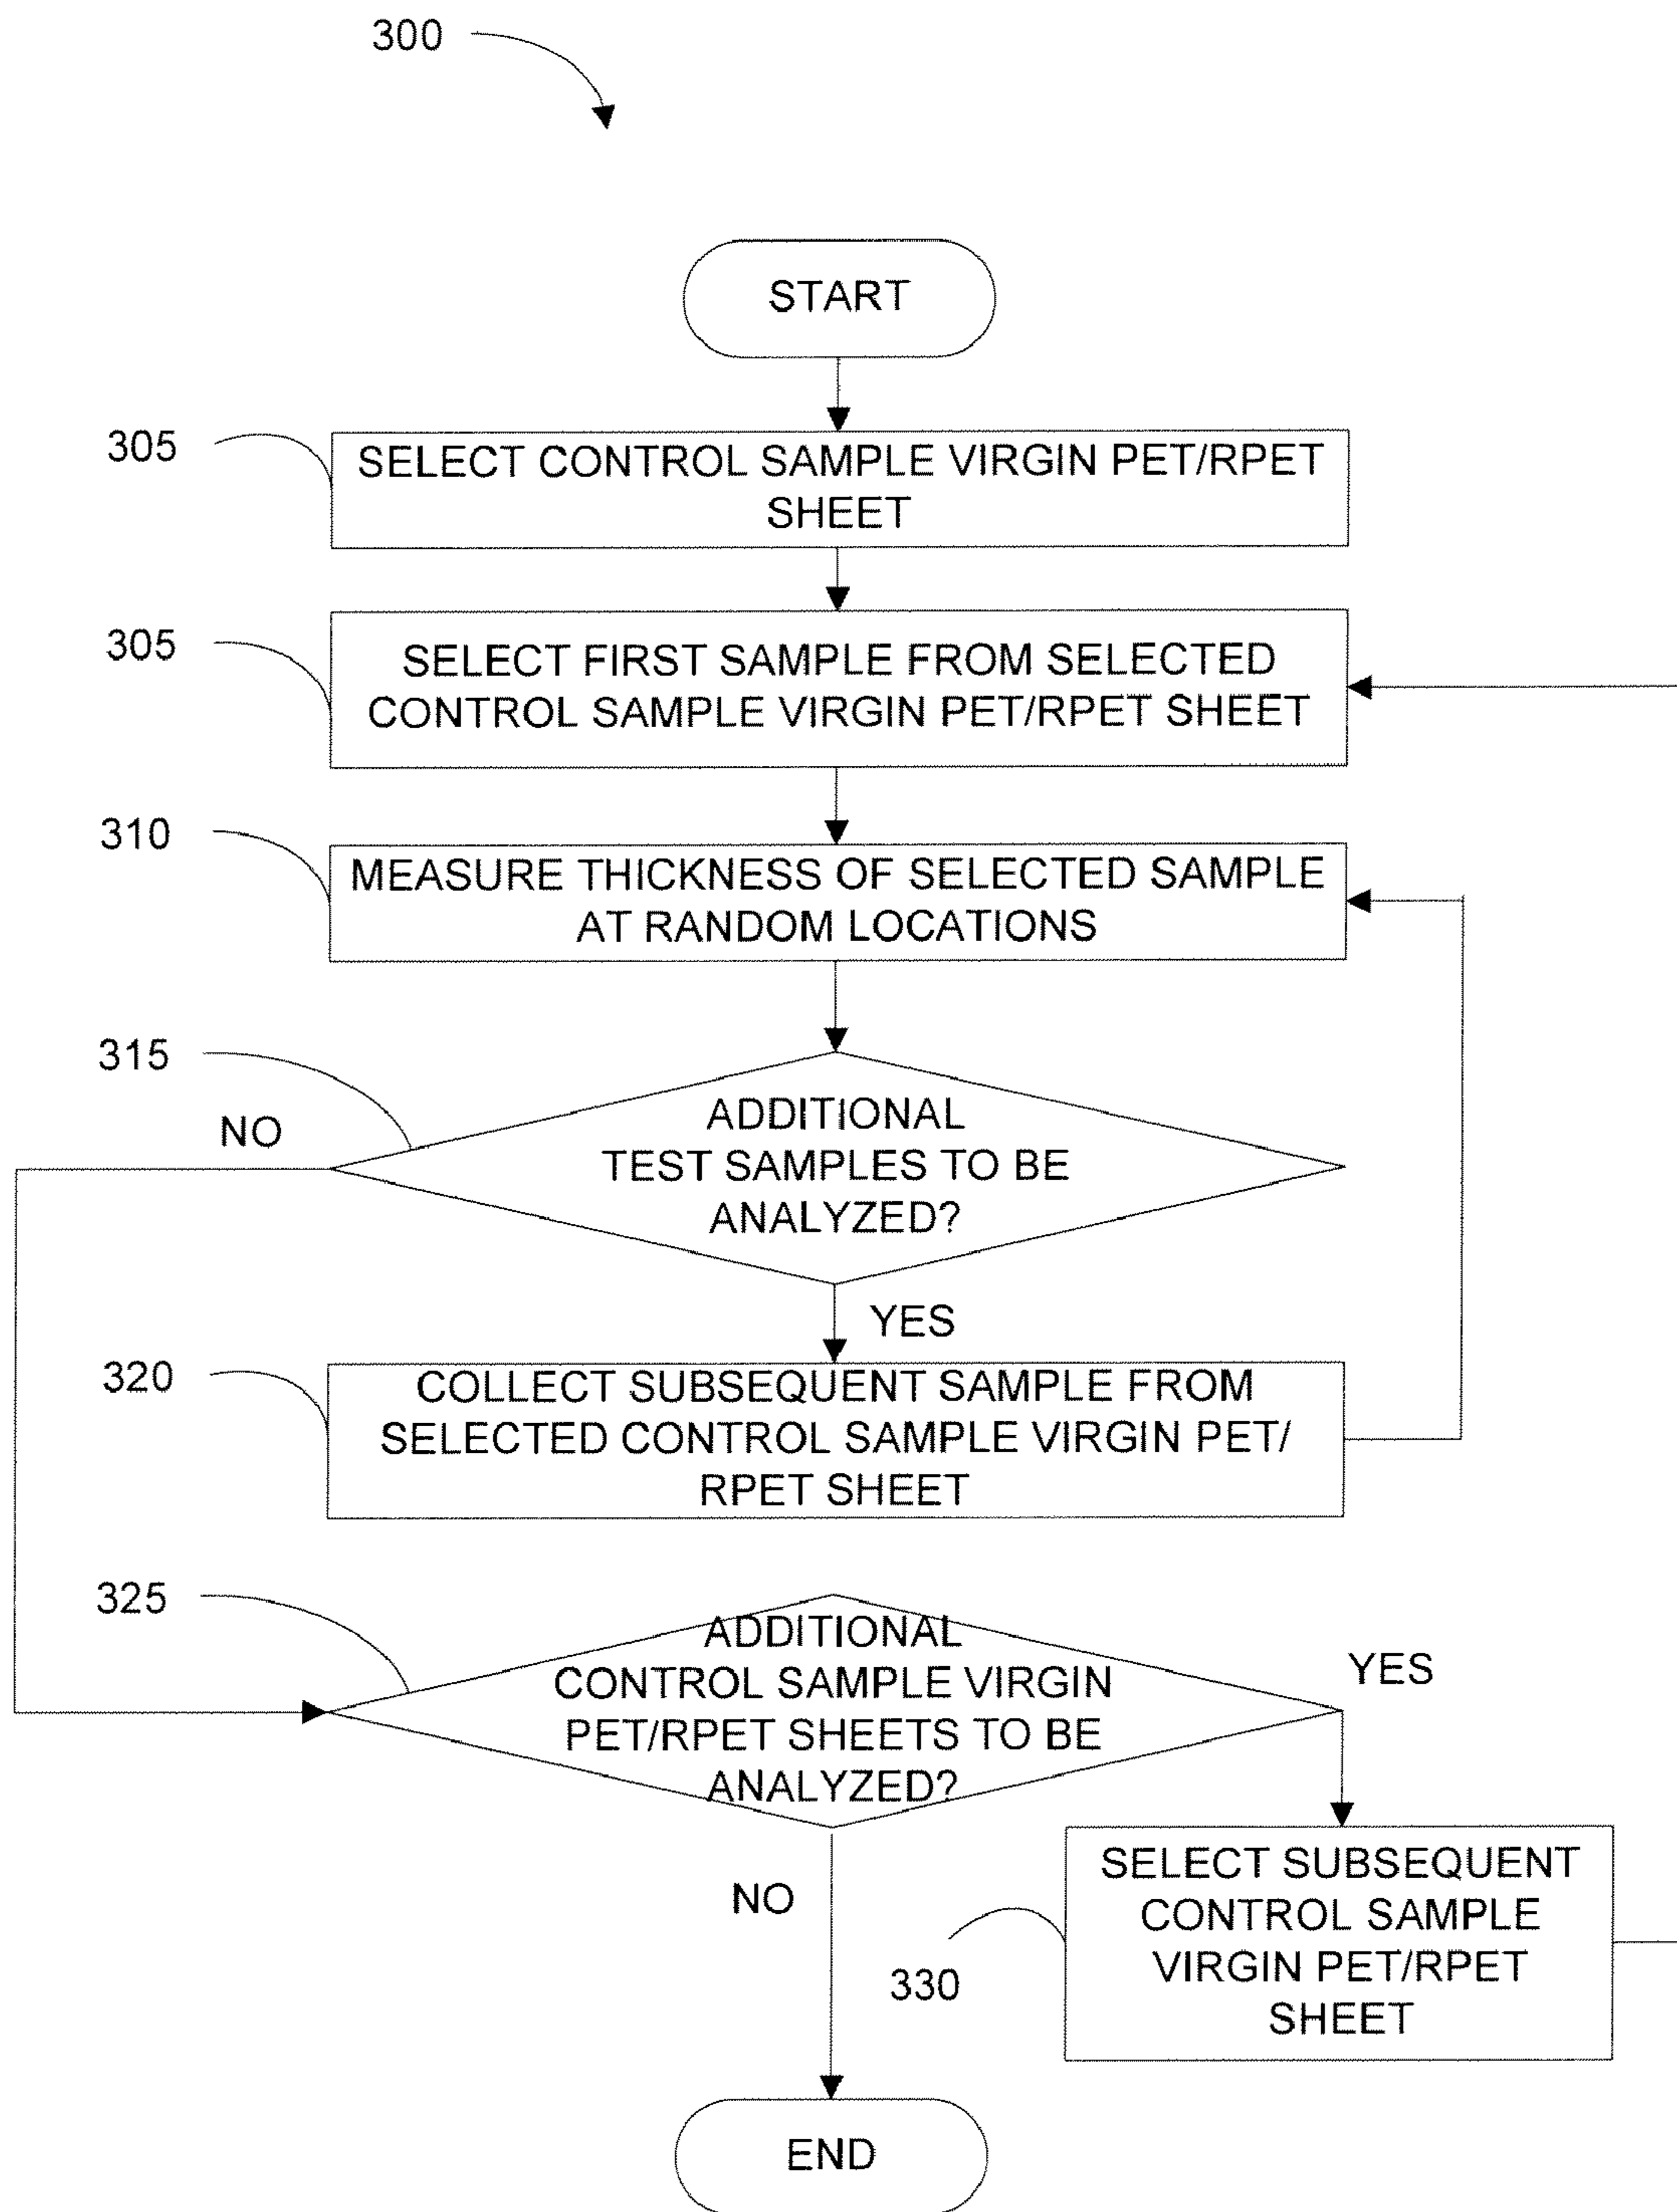 300
START
305
SELECT CONTROL SAMPLE VIRGIN PET/RPET
SHEET
305
SELECT FIRST SAMPLE FROM SELECTED
CONTROL SAMPLE VIRGIN PET/RPET SHEET
310
MEASURE THICKNESS OF SELECTED SAMPLE
AT RANDOM LOCATIONS
315
NO
ADDITIONAL
TEST SAMPLES TO BE
ANALYZED?
YES
320
COLLECT SUBSEQUENT SAMPLE FROM
SELECTED CONTROL SAMPLE VIRGIN PET/
RPET SHEET
325
ADDITIONAL
CONTROL SAMPLE VIRGIN
PET/RPET SHEETS TO BE
ANALYZED?
YES
NO
330
SELECT SUBSEQUENT
CONTROL SAMPLE
VIRGIN PET/RPET
SHEET
END